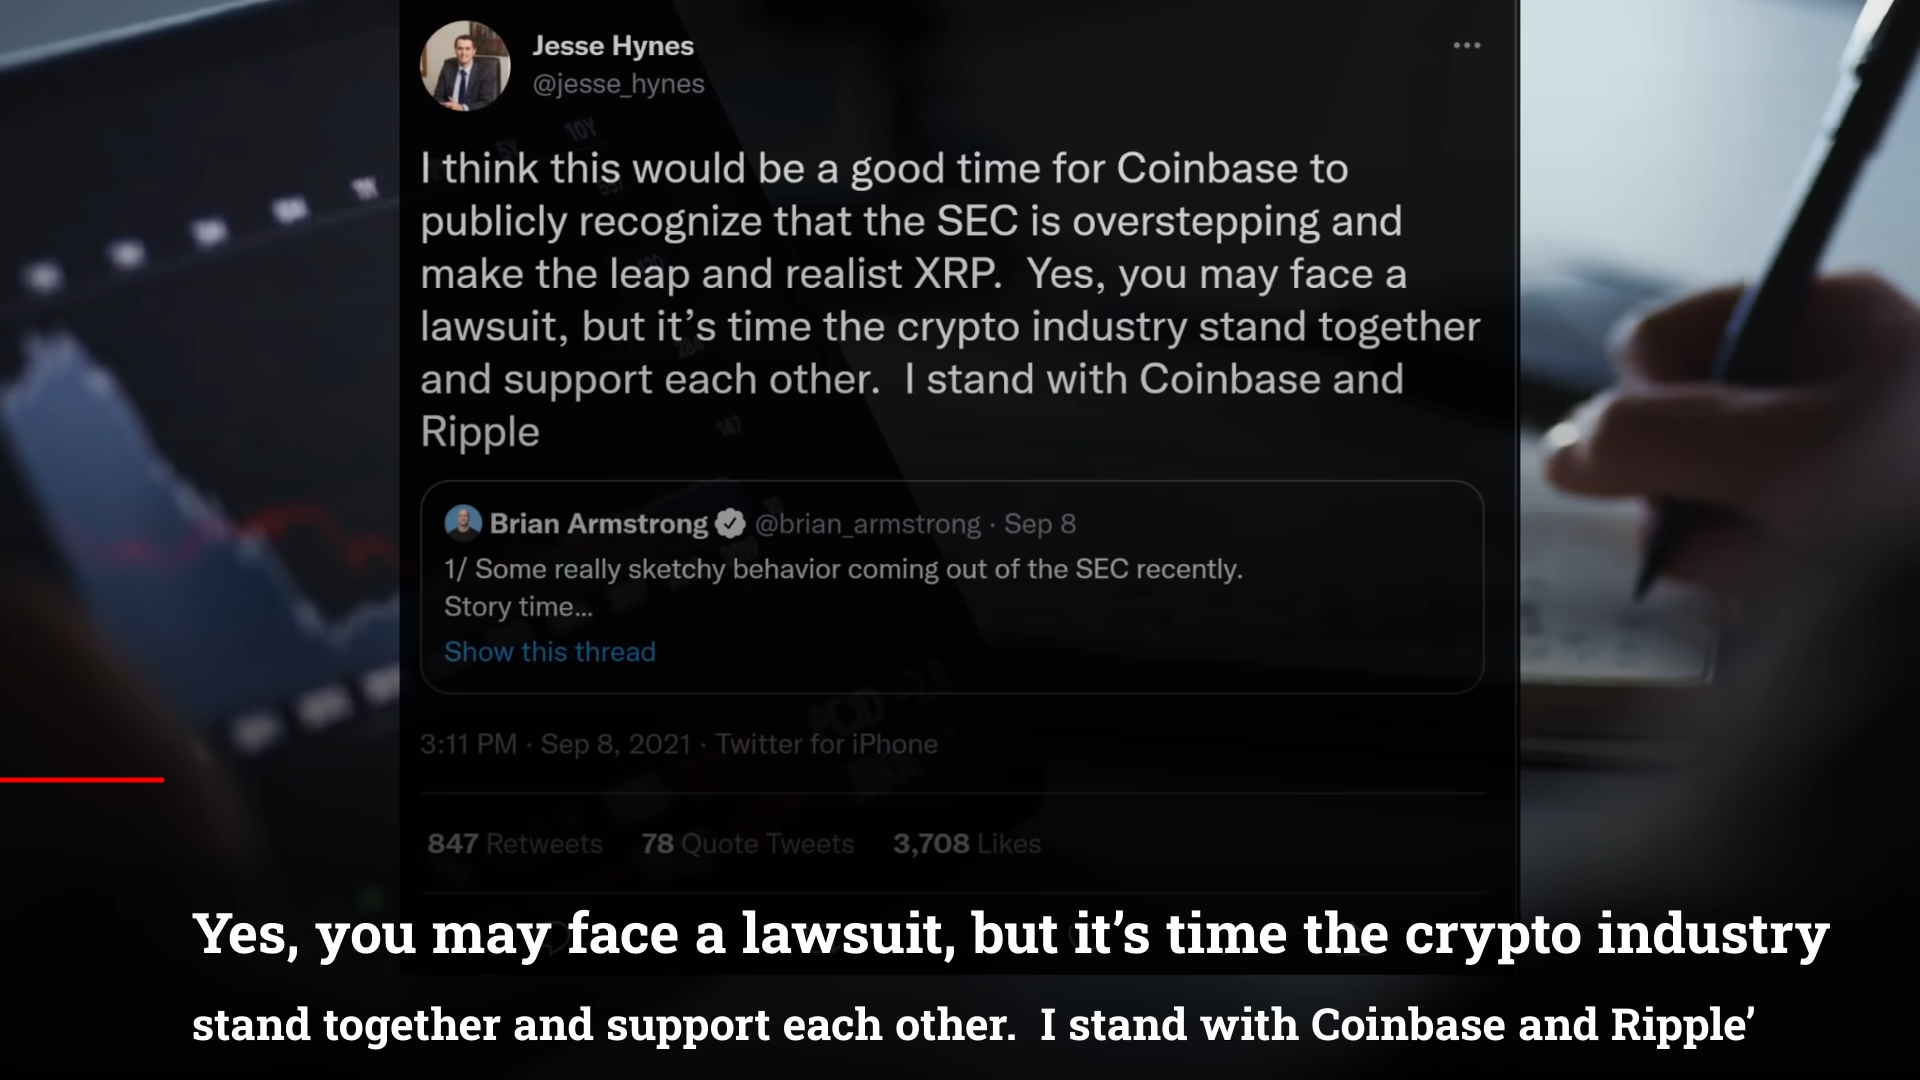 Jesse Hynes
@jesse_hynes
I think this would be a good time for Coinbase to
publicly recognize that the SEC is overstepping and
make the leap and realist XRP.  Yes, you may face a
lawsuit, but it’s time the crypto industry stand together
and support each other.  I stand with Coinbase and
Ripple
Brian Armstrong @brian_armstrong · Sep 8
1/ Some really sketchy behavior coming out of the SEC recently.
Story time...
Show this thread
3:11 PM · Sep 8, 2021 · Twitter for iPhone
847 Retweets 78 Quote Tweets 3,708 Likes
Yes, you may face a lawsuit, but it’s time the crypto industry
stand together and support each other.  I stand with Coinbase and Ripple’